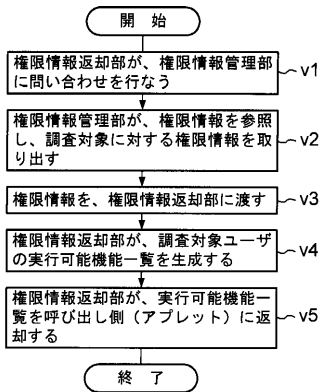 開始
権限情報返却部が、権限情報管理部
に問い合わせを行なう
v1
権限情報管理部が、権限情報を参照
し、調査対象に対する権限情報を取
り出す
v2
権限情報を、権限情報返却部に渡す
v3
権限情報返却部が、調査対象ユーザ
の実行可能機能一覧を生成する
v4
権限情報返却部が、実行可能機能一
覧を呼び出し側（アプレット）に返
却する
v5
終了